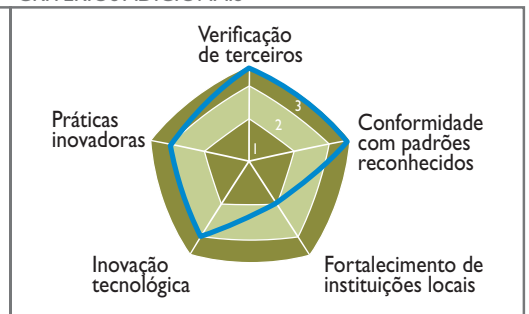 Verificação
de terceiros
Práticas
inovadoras
3
2
1
Conformidade
com padrões
reconhecidos
Inovação
tecnológica
Fortalecimento de
instituições locais